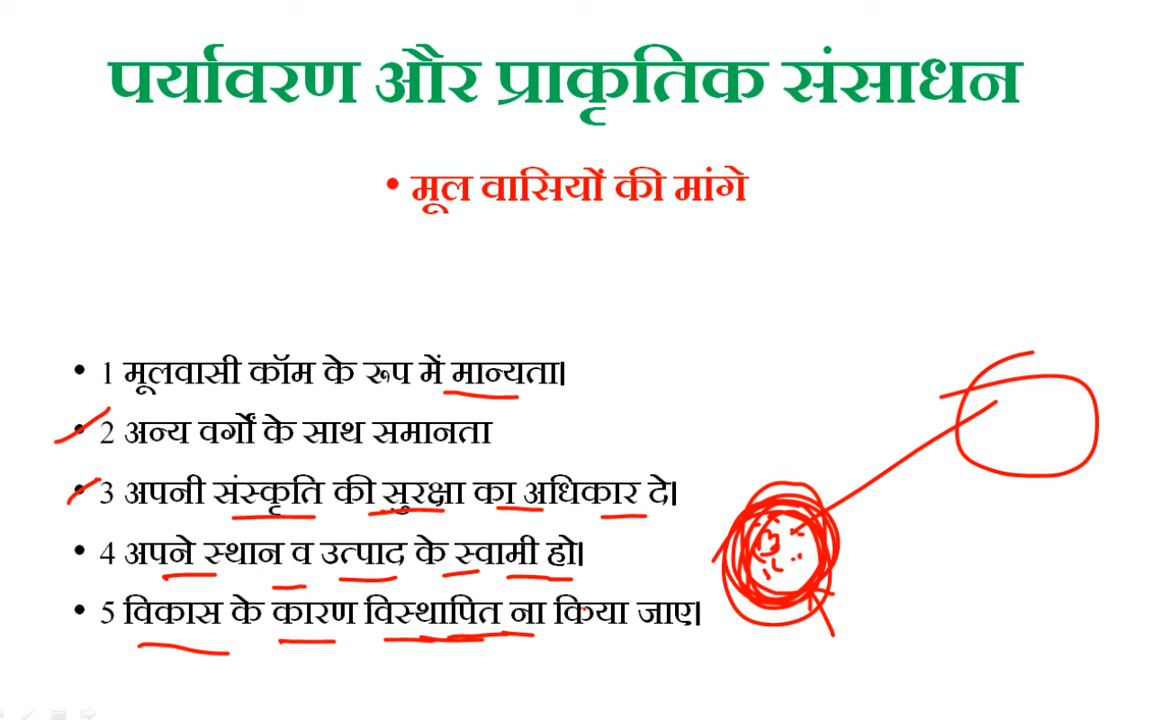 पर्यावरण और प्राकृतिक संसाधन
• मूल वासियों की मांगे
• 1 मूलवासी कॉम के रूप में मान्यता।
• 2 अन्य वर्गों के साथ समानता
• 3 अपनी संस्कृति की सुरक्षा का अधिकार दे।
• 4 अपने स्थान व उत्पाद के स्वामी हो।
• 5 विकास के कारण विस्थापित ना किया जाए।